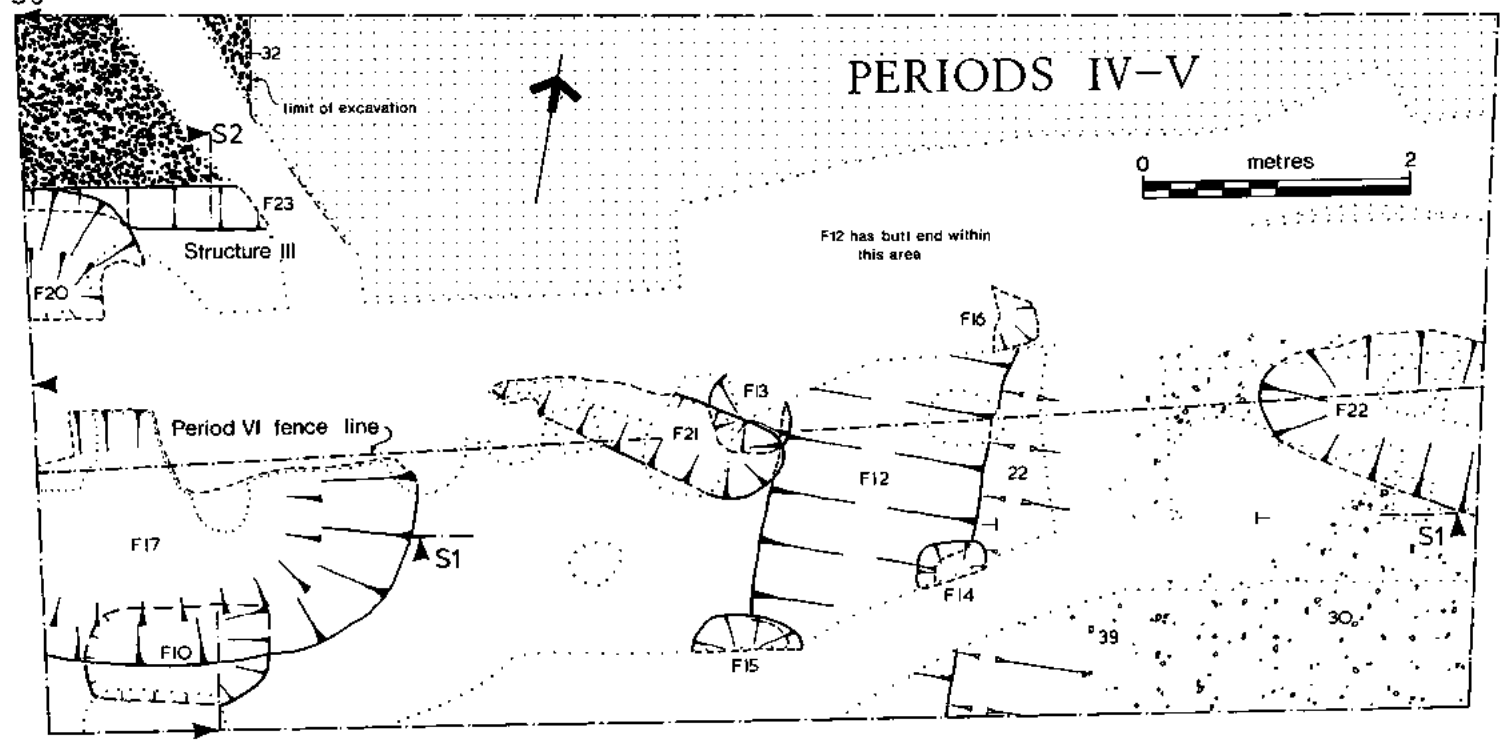 32
limit of excavation
PERIODS IV–V
S2
0 metres 2
F23
Structure III
F12 has butt end within
this area
F20
F16
F13
Period VI fence line
F21
F22
F12
22
F17
S1
S1
F14
F10
F15
39
30